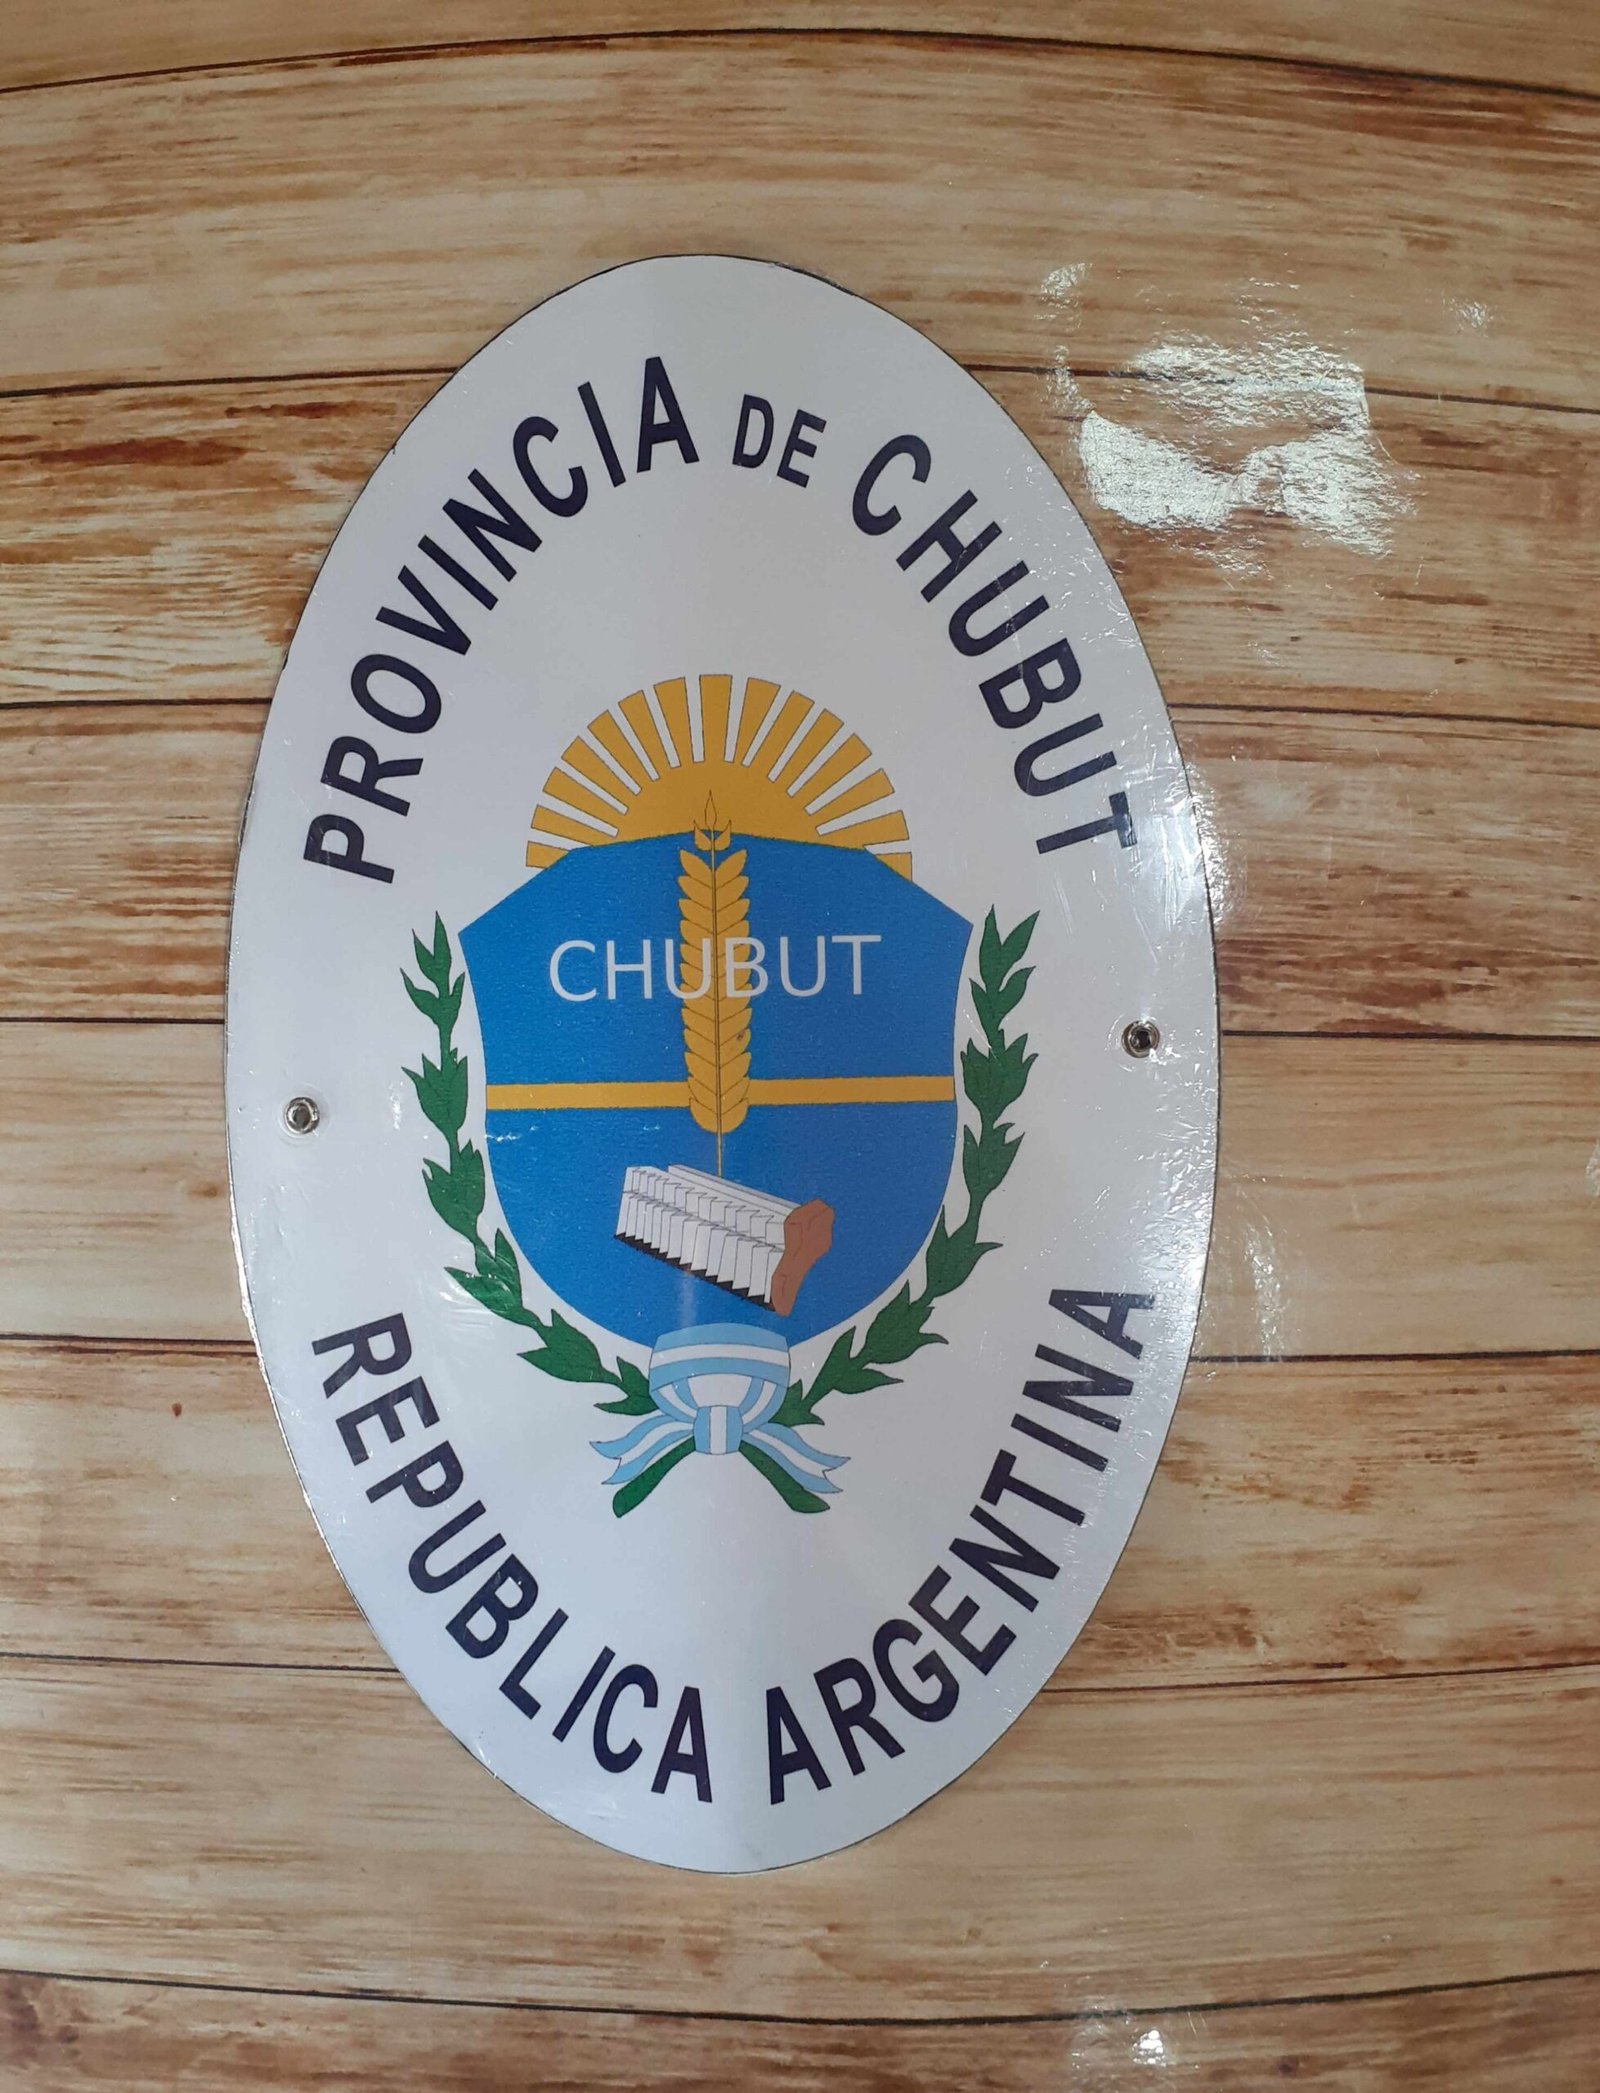 PROVINCIA DE CHUBUT
CHUBUT
REPUBLICA ARGENTINA